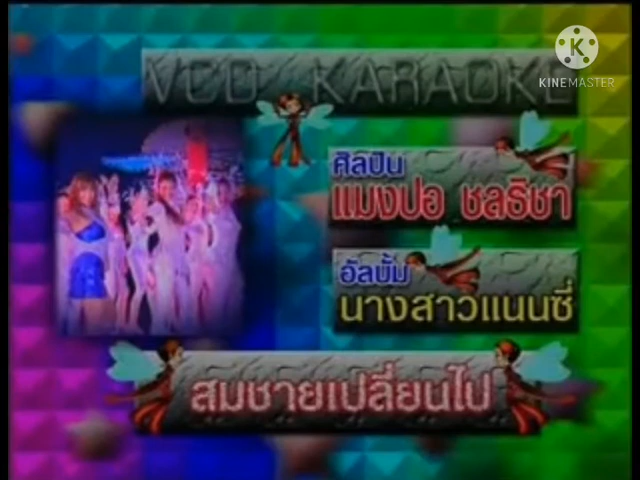 VCD KARAOKE
KINEMASTER
ศิลปิน
แมงปอ ชลธิชา
อัลบั้ม
นางสาวแนนซี่
สมชายเปลี่ยนไป